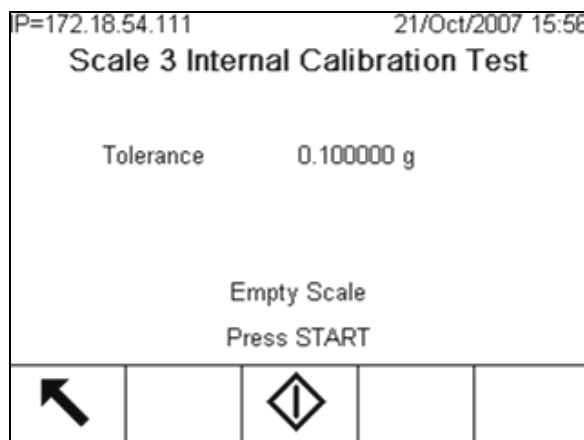 IP=172.18.54.111 21/Oct/2007 15:56
Scale 3 Internal Calibration Test
Tolerance 0.100000 g
Empty Scale
Press START